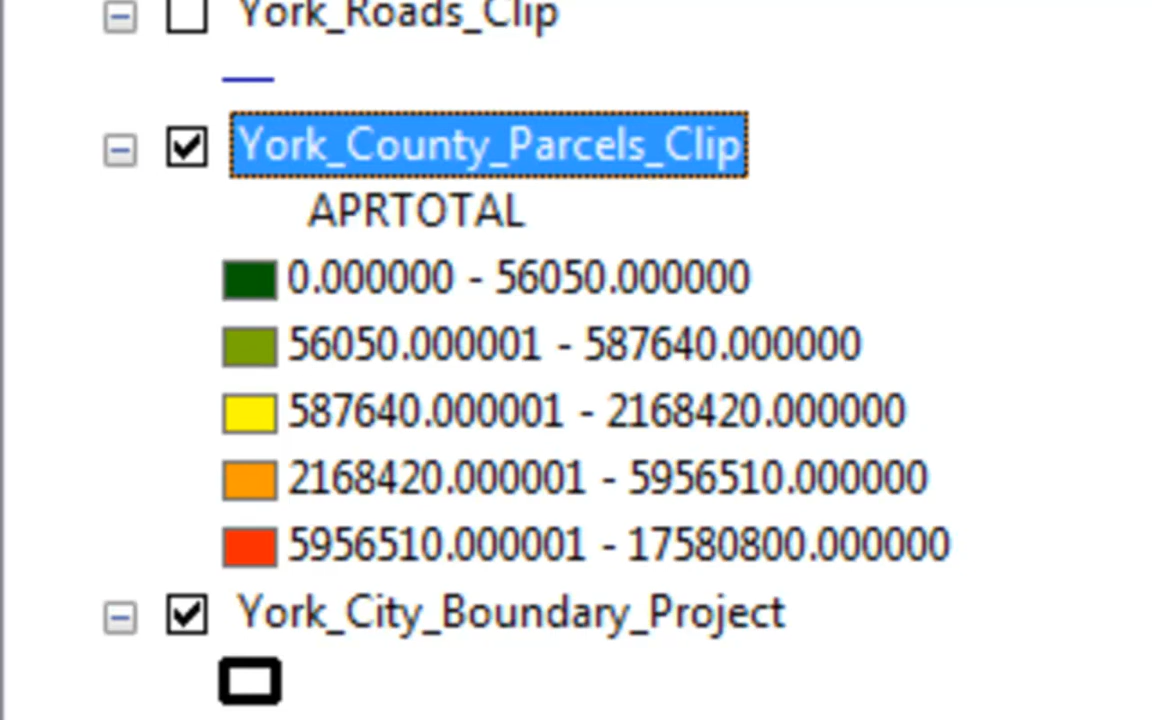 York_Roads_Clip
York_County_Parcels_Clip
APRTOTAL
0.000000 - 56050.000000
56050.000001 - 587640.000000
587640.000001 - 2168420.000000
2168420.000001 - 5956510.000000
5956510.000001 - 17580800.000000
York_City_Boundary_Project